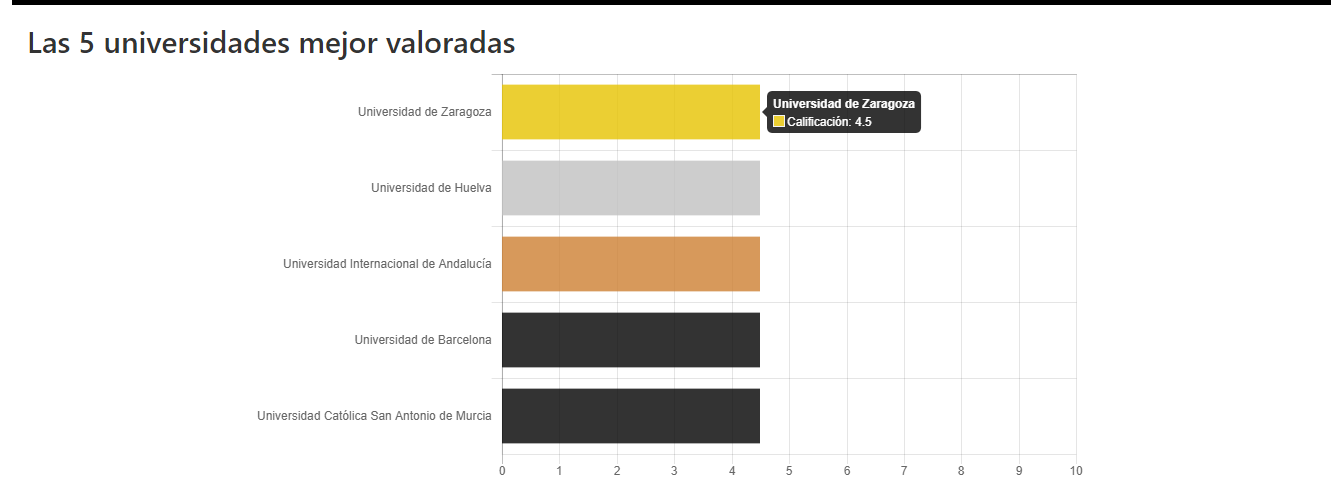 Las 5 universidades mejor valoradas
Universidad de Zaragoza
Universidad de Zaragoza
Calificación: 4.5
Universidad de Huelva
Universidad Internacional de Andalucía
Universidad de Barcelona
Universidad Católica San Antonio de Murcia
0 1 2 3 4 5 6 7 8 9 10